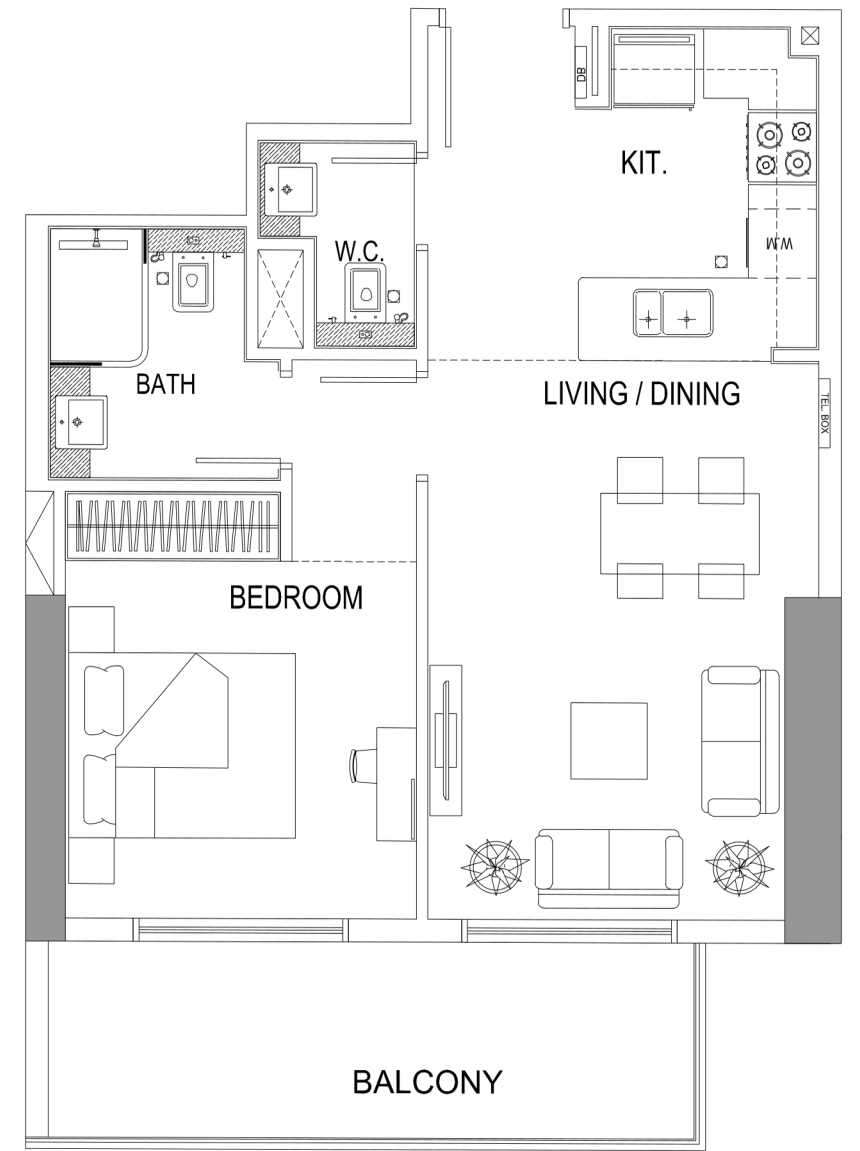 DB
KIT.
W.M
W.C.
BATH
LIVING / DINING
TEL. BOX
BEDROOM
BALCONY